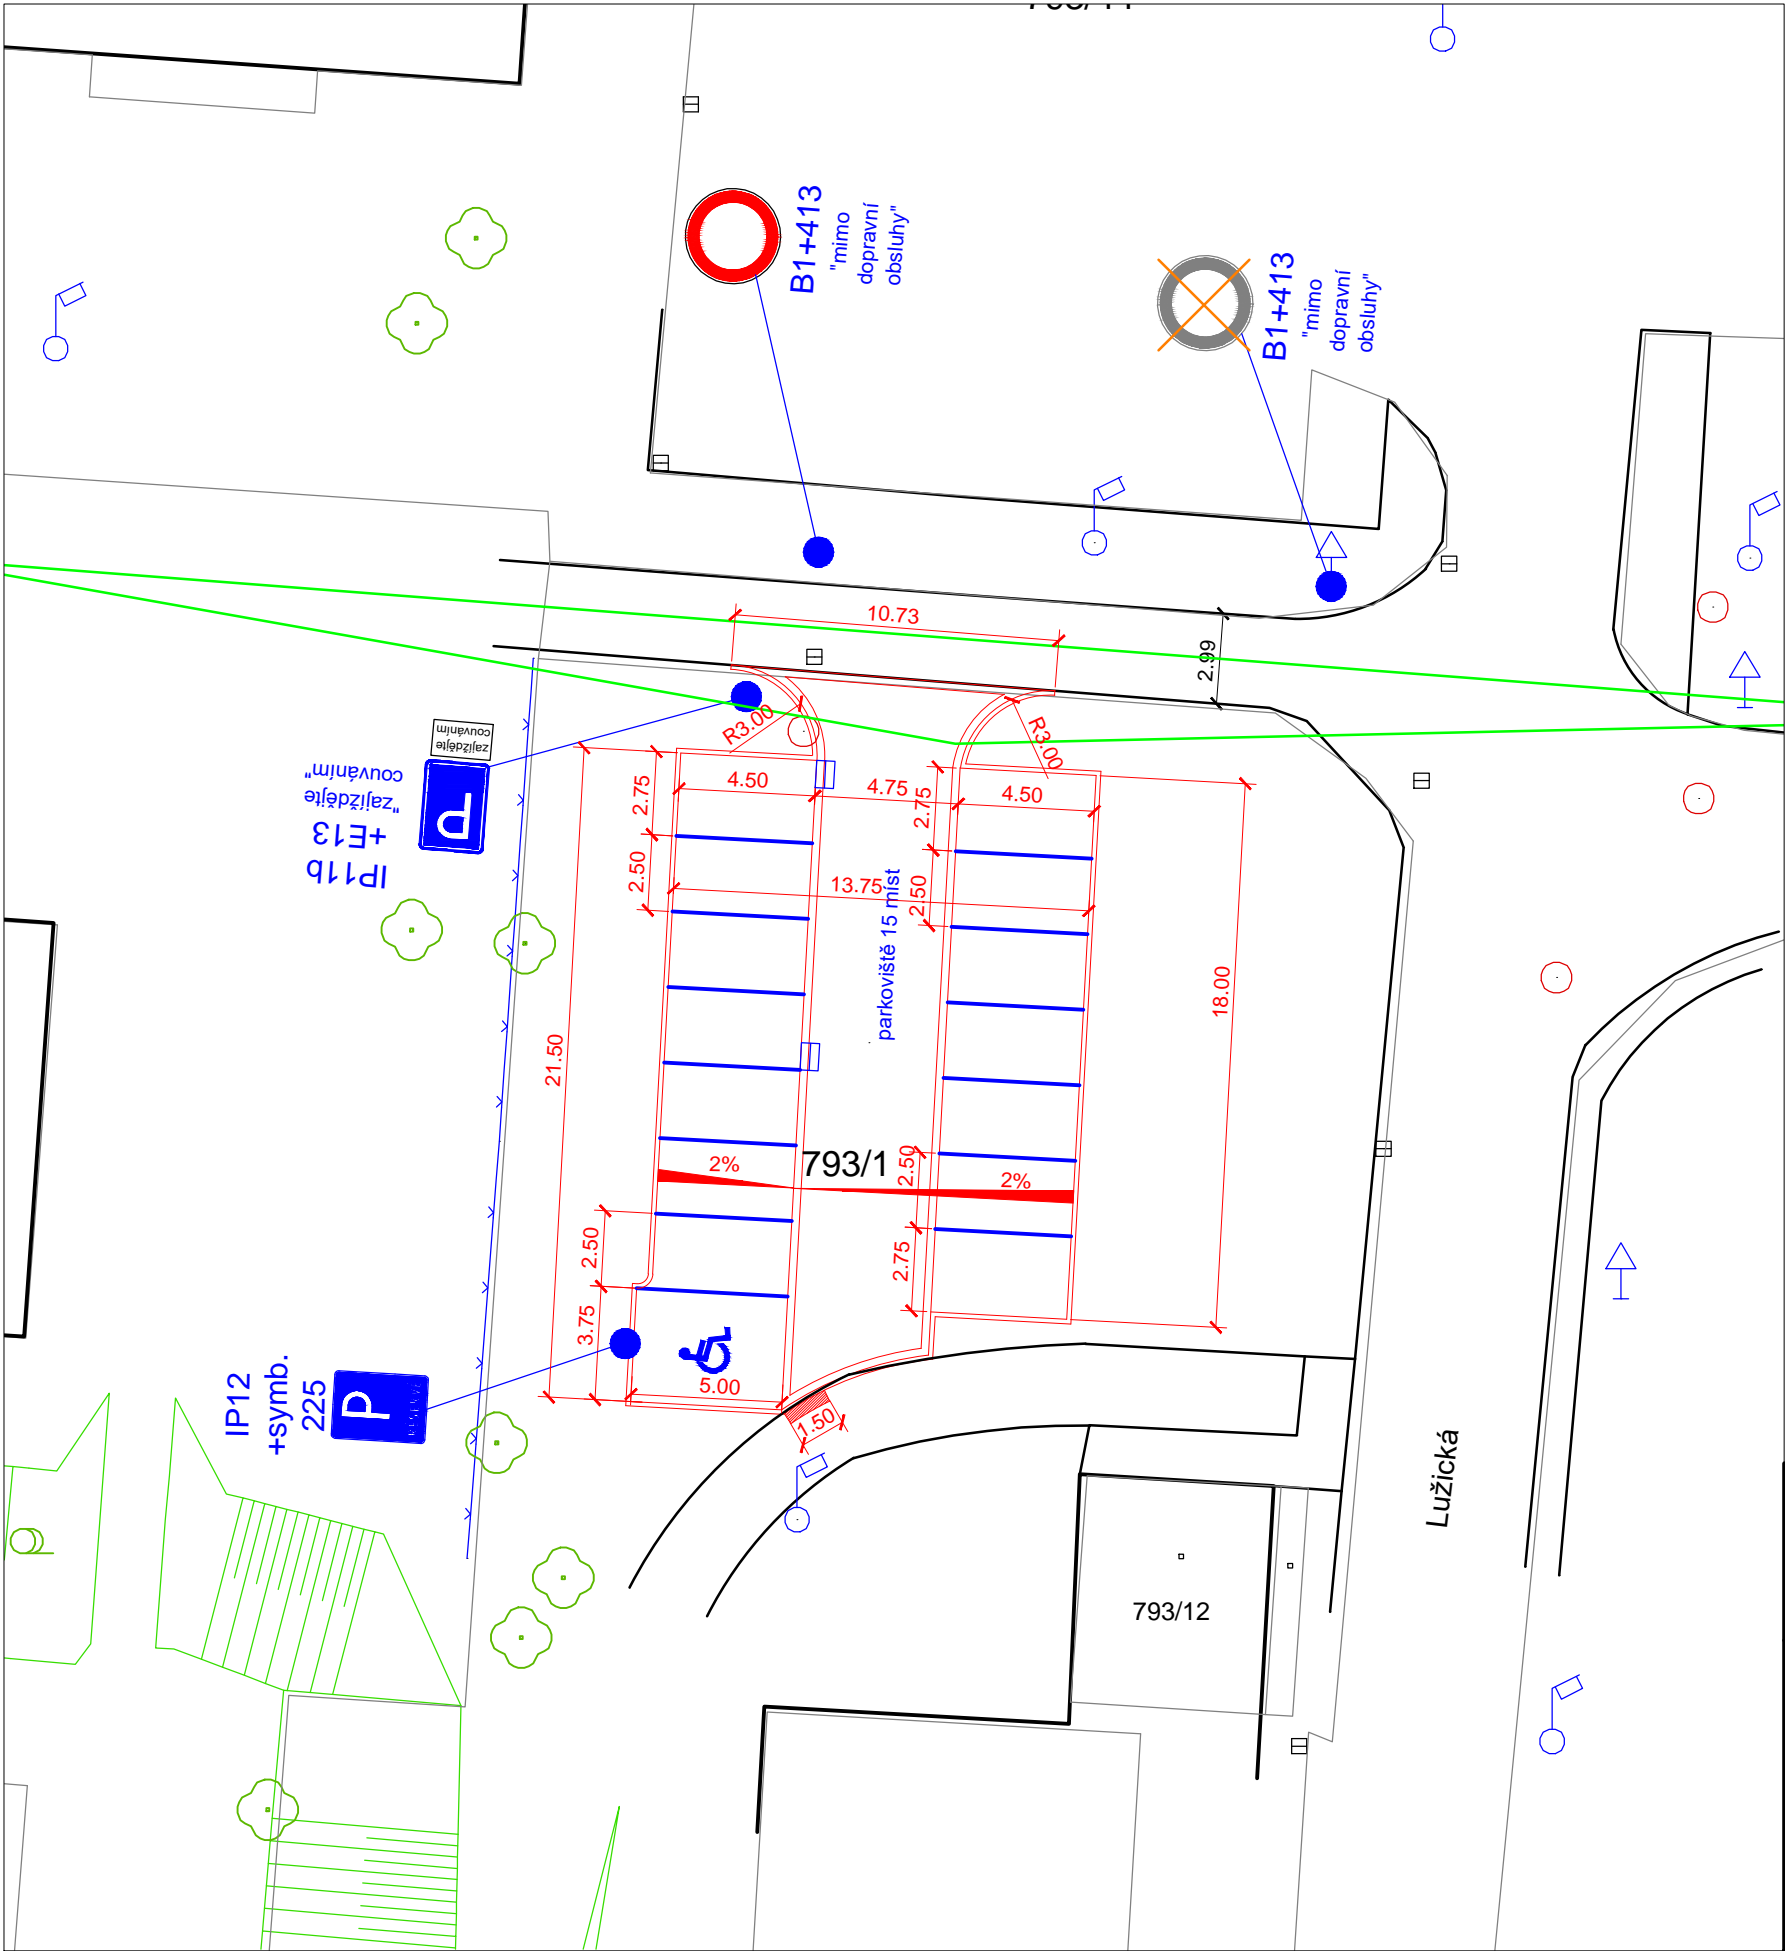 B1+413
"mimo
dopravní
obsluhy"
B1+413
"mimo
dopravní
obsluhy"
10.73
2.99
R3.00
R3.00
zajíždějte
couváním
IP11b
+E13
"zajíždějte
couváním"
P
2.75
4.50
4.75
2.75
4.50
2.50
13.75
2.50
parkoviště 15 míst
21.50
18.00
2%
793/1
2.50
2%
2.50
2.75
3.75
5.00
1.50
IP12
+symb.
225
P
Lužická
793/12